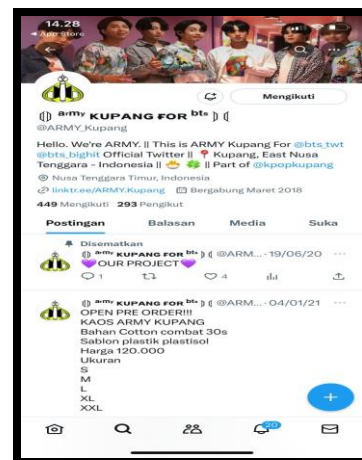 14.28
App Store
Mengikuti
⟬⟭ ᵃʳᵐʸ KUPANG FOR ᵇᵗˢ ⟭⟬
@ARMY_Kupang
Hello. We're ARMY. || This is ARMY Kupang For @bts_twt
@bts_bighit Official Twitter || 📍 Kupang, East Nusa
Tenggara - Indonesia || 🐣 🍀 || Part of @kpopkupang
Nusa Tenggara Timur, Indonesia
linktr.ee/ARMY.Kupang Bergabung Maret 2018
449 Mengikuti 293 Pengikut
Postingan Balasan Media Suka
Disematkan
⟬⟭ ᵃʳᵐʸ KUPANG FOR ᵇᵗˢ ⟭⟬ @ARM... · 19/06/20
💜OUR PROJECT💜
1 4
⟬⟭ ᵃʳᵐʸ KUPANG FOR ᵇᵗˢ ⟭⟬ @ARM... · 04/01/21
OPEN PRE ORDER!!!
KAOS ARMY KUPANG
Bahan Cotton combat 30s
Sablon plastik plastisol
Harga 120.000
Ukuran
S
M
L
XL
XXL
20